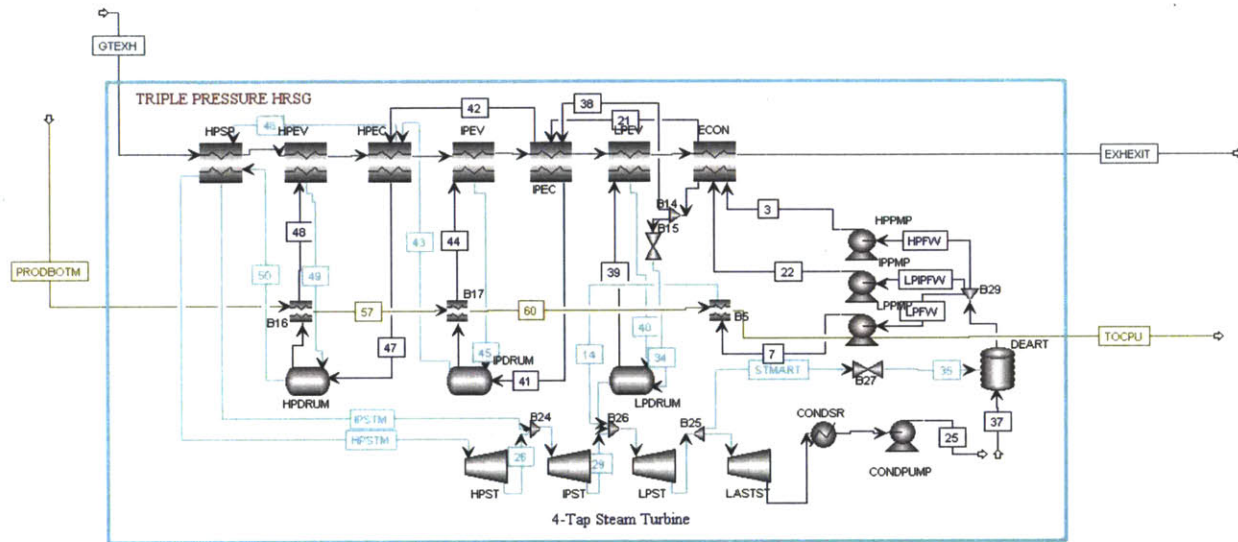 GTEXH
TRIPLE PRESSURE HRSG
42
38
21
46
HPSP
HPEV
HPEC
IPEV
LPEV
ECON
EXHEXIT
IPEC
B14
3
HPPMP
B15
HPFW
48
43
44
IPPMP
PRODBOTM
50
49
39
22
LPIPFW
B29
B17
LPPMP
LPFW
57
60
B16
B5
TOCPU
47
40
14
34
7
DEART
45
IPDRUM
STMART
35
41
B27
HPDRUM
LPDRUM
IPSTM
B24
B26
B25
CONDSR
37
HPSTM
25
29
CONDPUMP
HPST
IPST
LPST
LASTST
4-Tap Steam Turbine